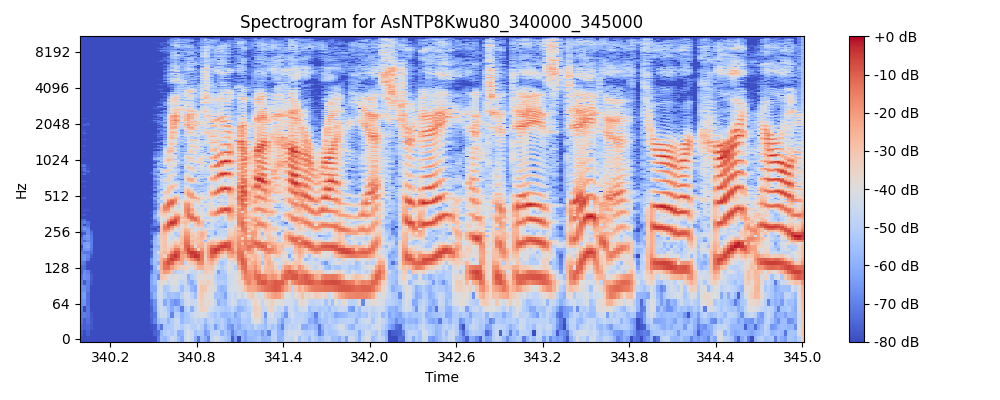 Spectrogram for AsNTP8Kwu80_340000_345000
8192
4096
2048
1024
512
256
128
64
0
Hz
340.2 340.8 341.4 342.0 342.6 343.2 343.8 344.4 345.0
Time
+0 dB
-10 dB
-20 dB
-30 dB
-40 dB
-50 dB
-60 dB
-70 dB
-80 dB